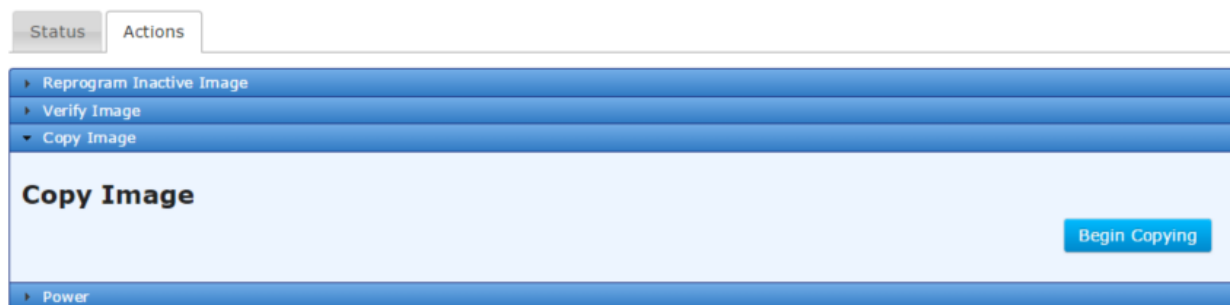 Status Actions
Reprogram Inactive Image
Verify Image
Copy Image
Copy Image
Begin Copying
Power